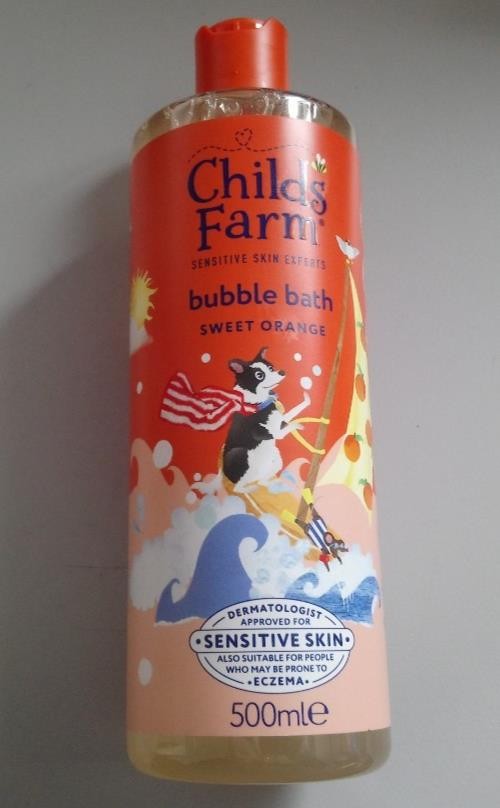 Childs
Farm®
SENSITIVE SKIN EXPERTS
bubble bath
SWEET ORANGE
DERMATOLOGIST
APPROVED FOR
•SENSITIVE SKIN•
ALSO SUITABLE FOR PEOPLE
WHO MAY BE PRONE TO
•ECZEMA•
500ml℮